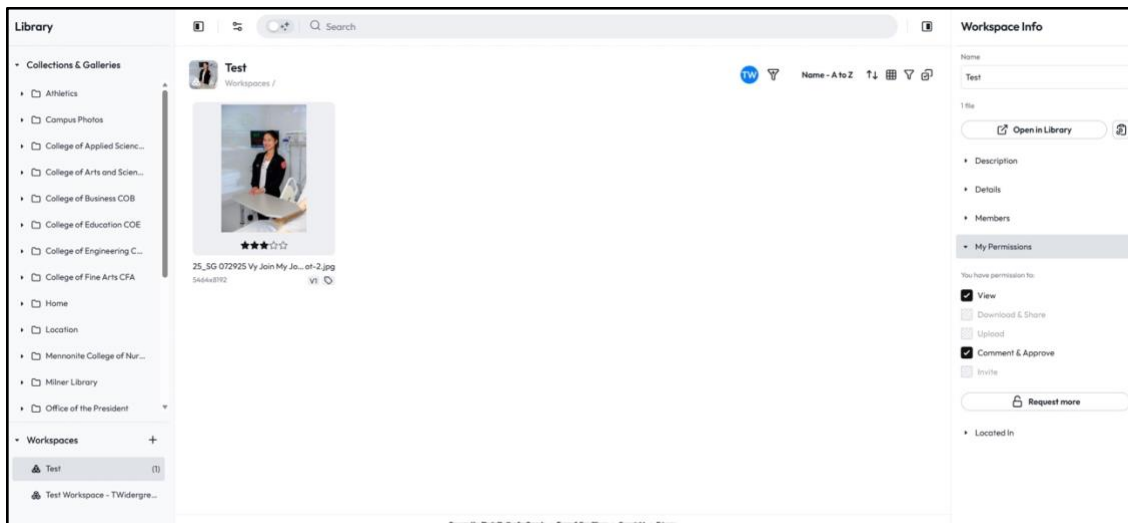 Library
Collections & Galleries
Athletics
Campus Photos
College of Applied Scienc...
College of Arts and Scien...
College of Business COB
College of Education COE
College of Engineering C...
College of Fine Arts CFA
Home
Location
Mennonite College of Nur...
Milner Library
Office of the President
Workspaces
+
Test (1)
Test Workspace - TWidergre...
Search
Test
Workspaces /
TW
Name - A to Z
25_SG 072925 Vy Join My Jo... at-2.jpg
5464x8192
V1
Workspace Info
Name
Test
1 file
Open in Library
Description
Details
Members
My Permissions
You have permission to:
View
Download & Share
Upload
Comment & Approve
Invite
Request more
Located In